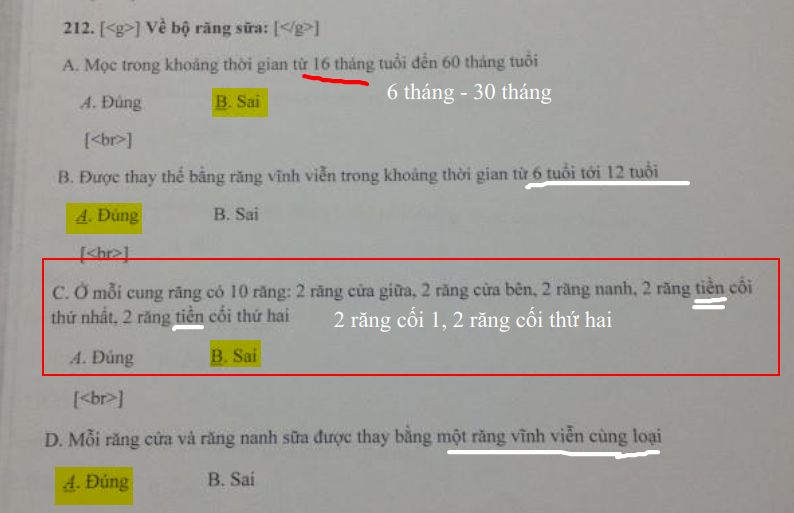 212. [<g>] Về bộ răng sữa: [</g>]
A. Mọc trong khoảng thời gian từ 16 tháng tuổi đến 60 tháng tuổi
6 tháng - 30 tháng
A. Đúng B. Sai
[<br>]
B. Được thay thế bằng răng vĩnh viễn trong khoảng thời gian từ 6 tuổi tới 12 tuổi
A. Đúng B. Sai
[<br>]
C. Ở mỗi cung răng có 10 răng: 2 răng cửa giữa, 2 răng cửa bên, 2 răng nanh, 2 răng tiền cối
thứ nhất, 2 răng tiền cối thứ hai
2 răng cối 1, 2 răng cối thứ hai
A. Đúng B. Sai
[<br>]
D. Mỗi răng cửa và răng nanh sữa được thay bằng một răng vĩnh viễn cùng loại
A. Đúng B. Sai